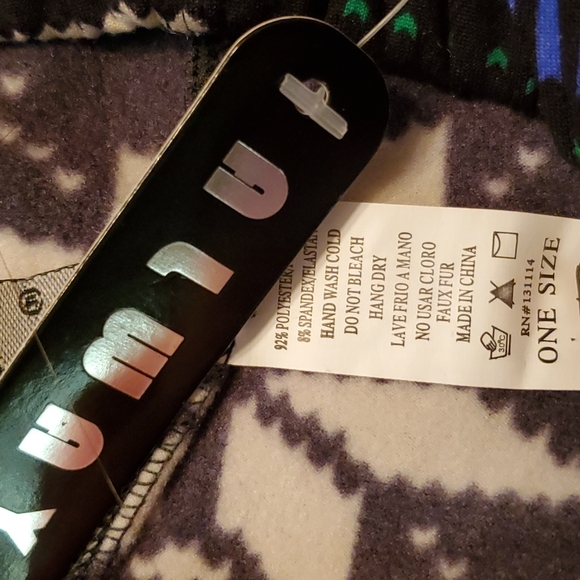 92% POLYESTER/
8% SPANDEX/ELASTAN
HAND WASH COLD
DO NOT BLEACH
HANG DRY
LAVE FRIO A MANO
NO USAR CLORO
FAUX FUR
MADE IN CHINA
30°C
RN#131114
ONE SIZE